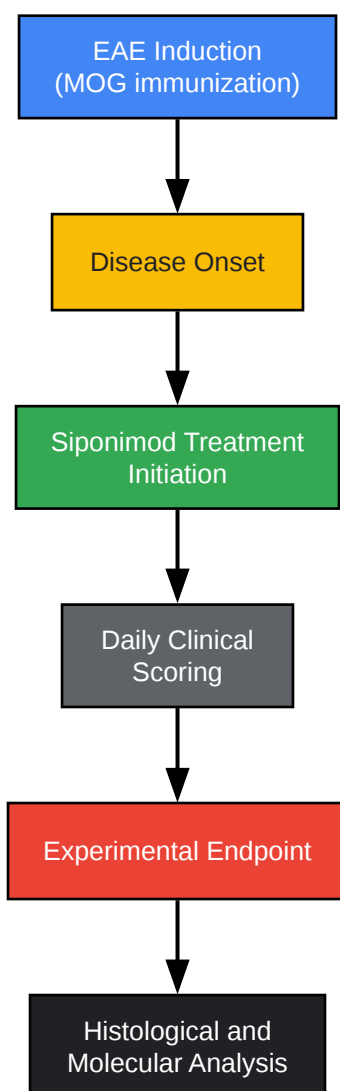 EAE Induction
(MOG immunization)
Disease Onset
Siponimod Treatment
Initiation
Daily Clinical
Scoring
Experimental Endpoint
Histological and
Molecular Analysis